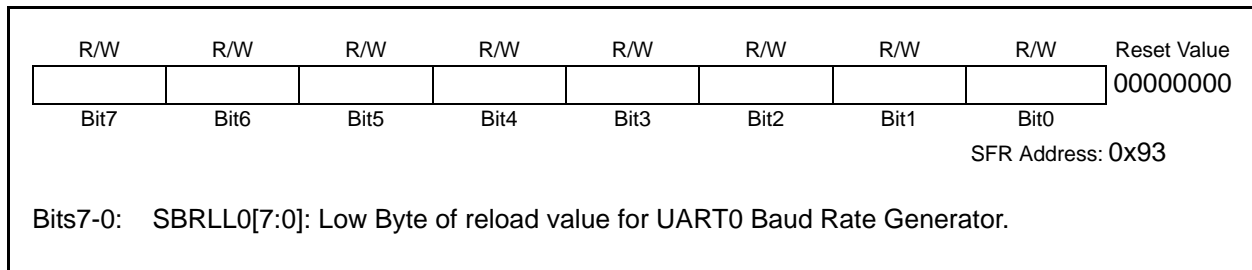 R/W R/W R/W R/W R/W R/W R/W R/W Reset Value
00000000
Bit7 Bit6 Bit5 Bit4 Bit3 Bit2 Bit1 Bit0
SFR Address: 0x93
Bits7-0: SBRLL0[7:0]: Low Byte of reload value for UART0 Baud Rate Generator.